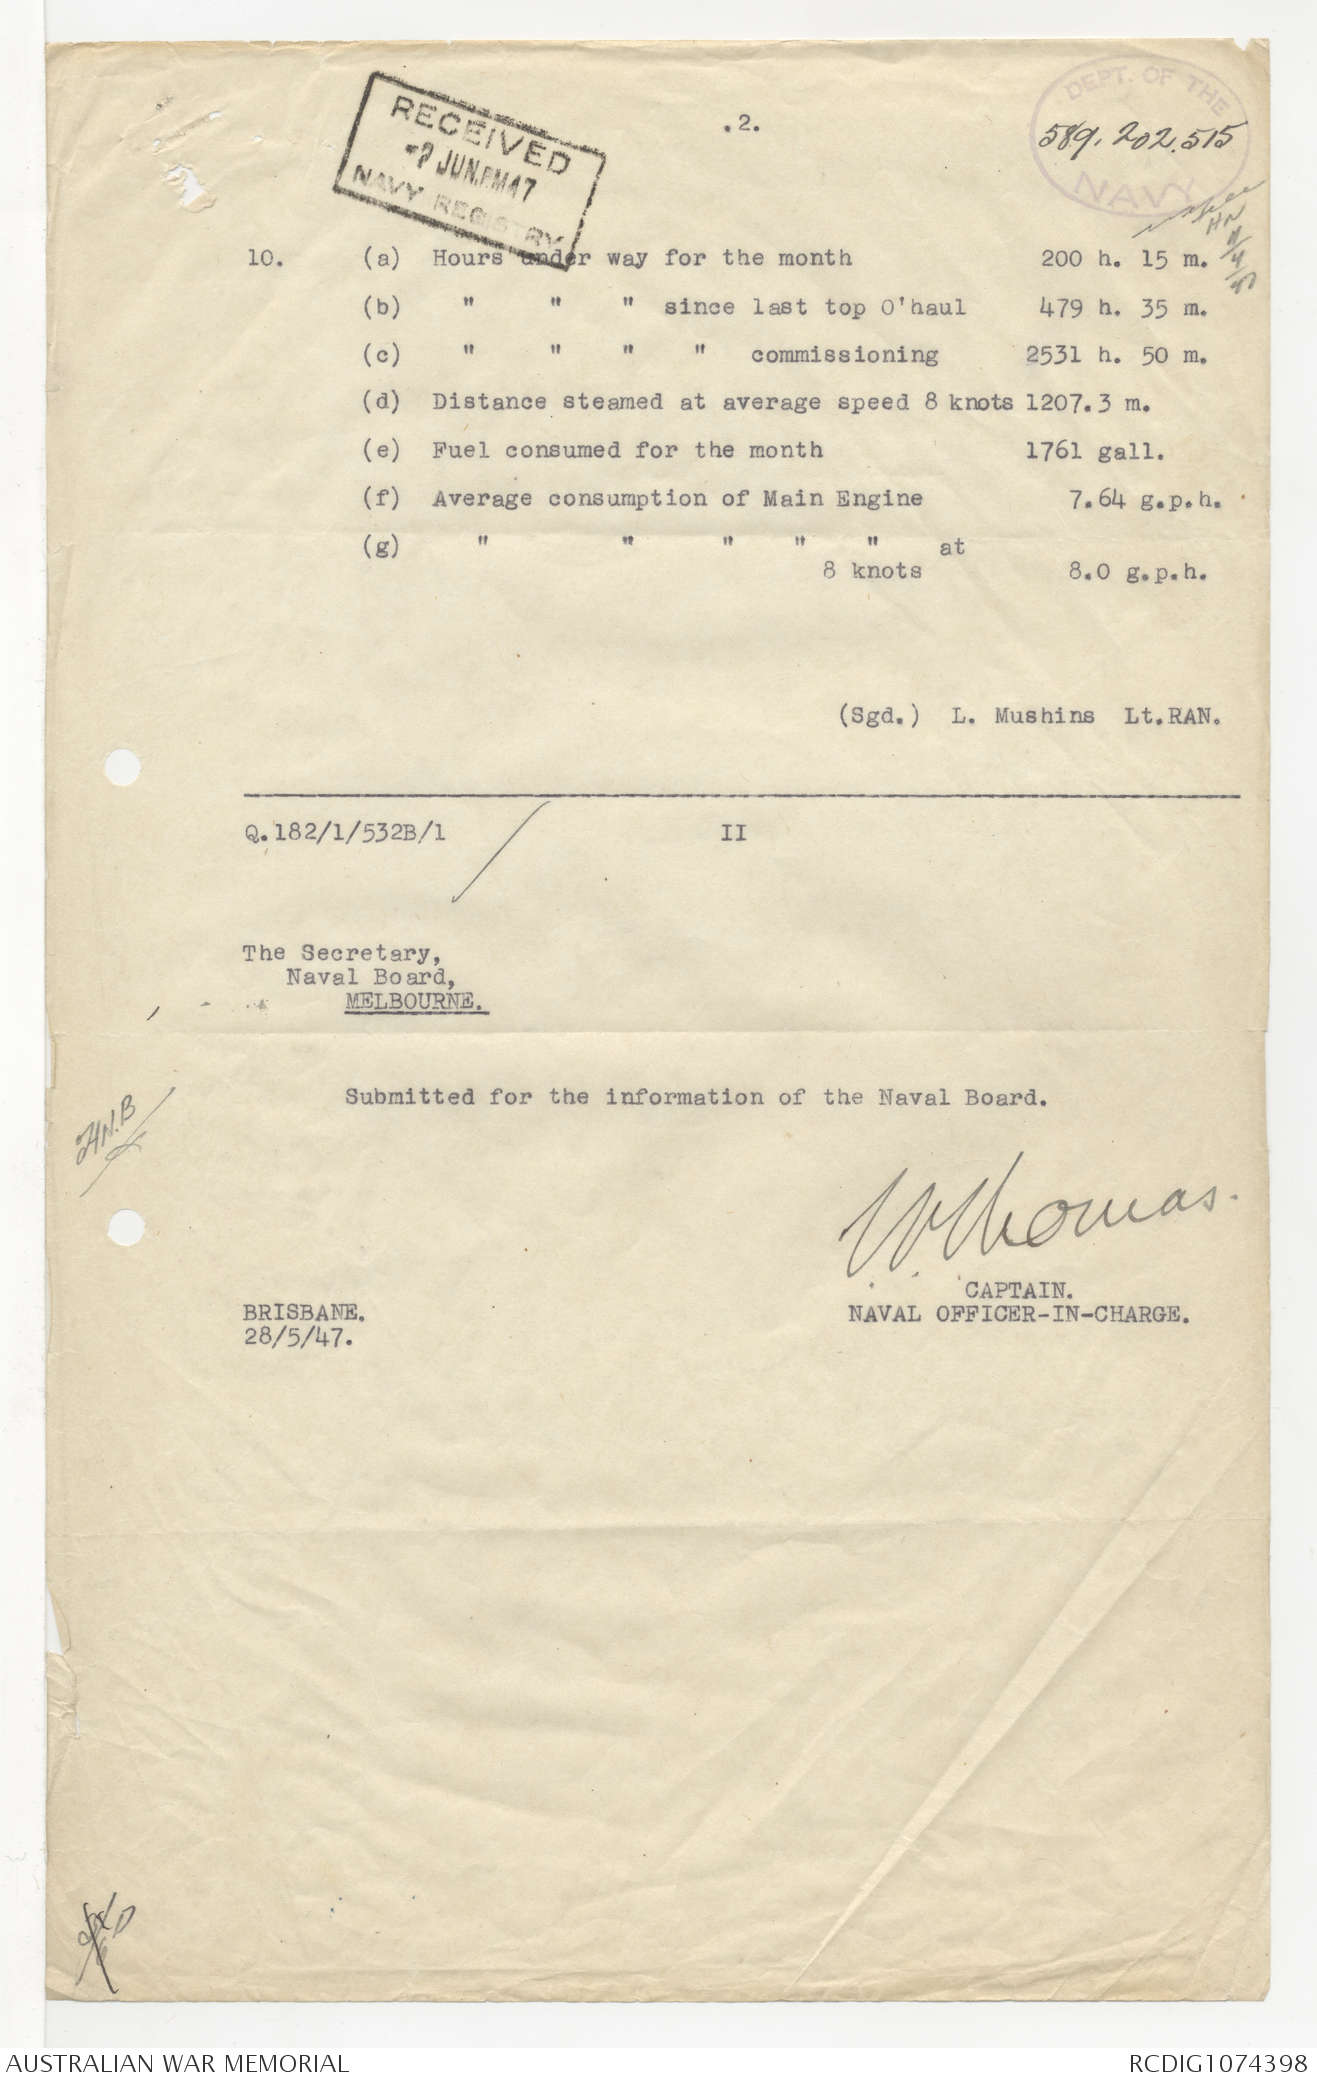 RECEIVED
JUN.PM47
NAVY REGISTRY
.2.
DEPT. OF THE
589. 202. 515
NAVY
HN
10. (a) Hours under way for the month 200 h. 15 m.
(b) " " " since last top O'haul 479 h. 35 m.
(c) " " " " commissioning 2531 h. 50 m.
(d) Distance steamed at average speed 8 knots 1207.3 m.
(e) Fuel consumed for the month 1761 gall.
(f) Average consumption of Main Engine 7.64 g.p.h.
(g) " " " " " at
8 knots 8.0 g.p.h.
(Sgd.) L. Mushins Lt.RAN.
Q.182/1/532B/1 II
The Secretary,
Naval Board,
MELBOURNE.
Submitted for the information of the Naval Board.
Thomas.
CAPTAIN.
BRISBANE. NAVAL OFFICER-IN-CHARGE.
28/5/47.
AUSTRALIAN WAR MEMORIAL RCDIG1074398